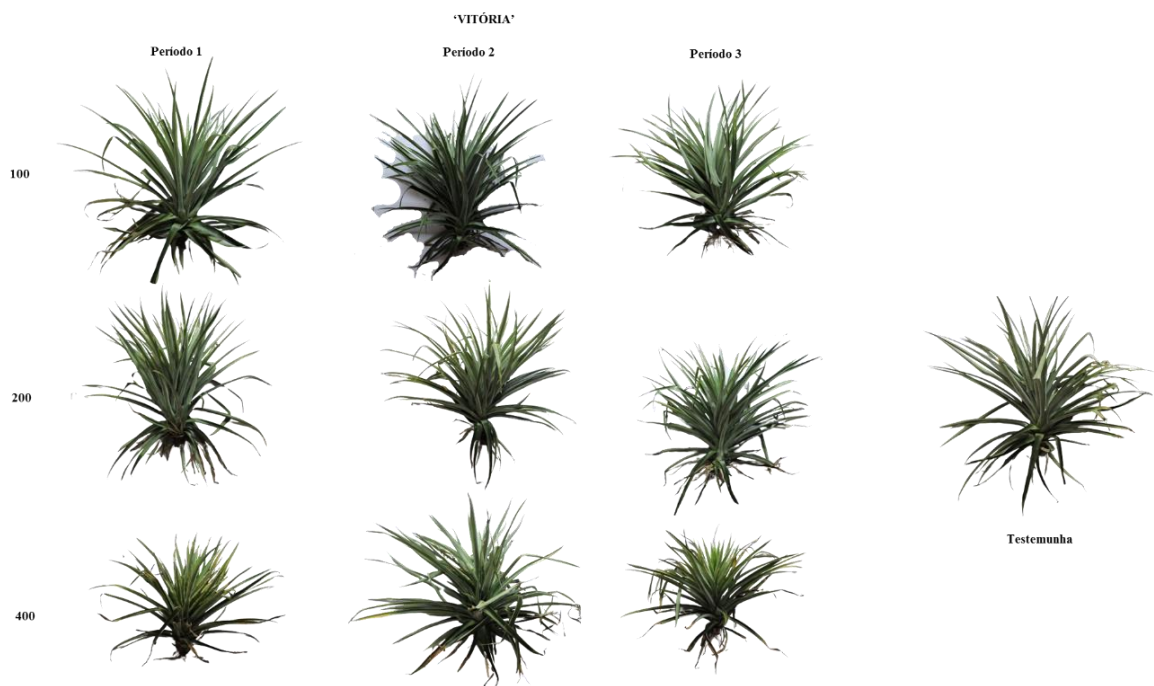 ‘VITÓRIA’
Período 1
Período 2
Período 3
100
200
Testemunha
400